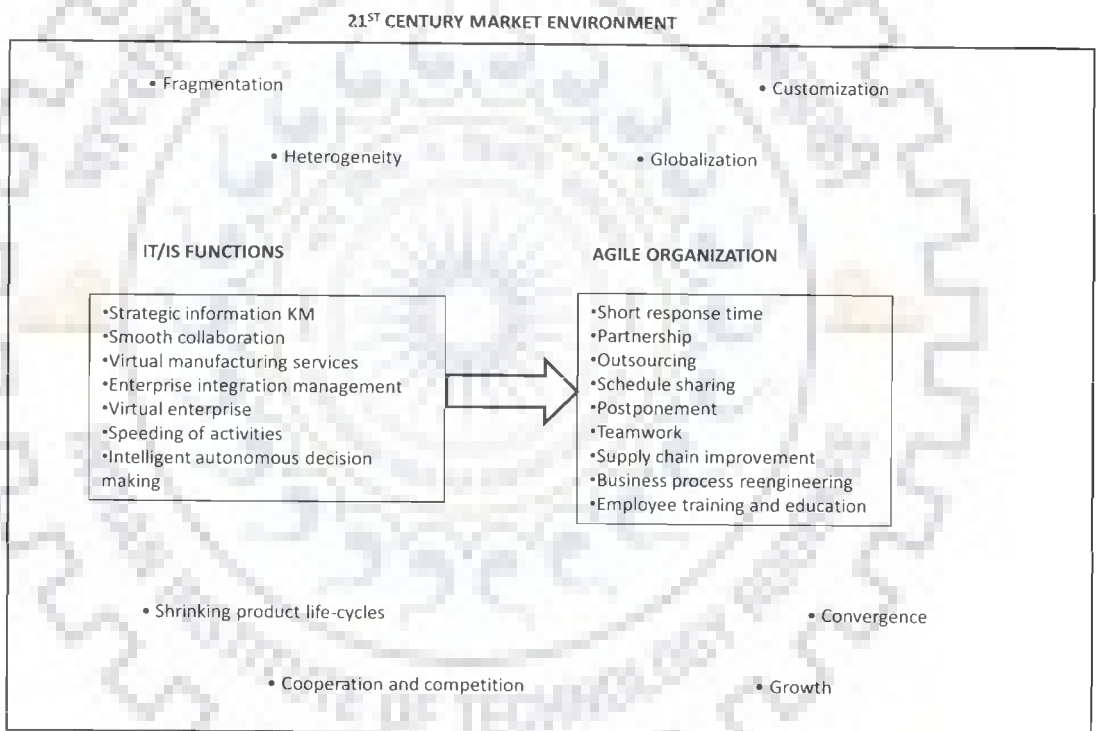 21ST CENTURY MARKET ENVIRONMENT
• Fragmentation
• Customization
• Heterogeneity
• Globalization
IT/IS FUNCTIONS
•Strategic information KM
•Smooth collaboration
•Virtual manufacturing services
•Enterprise integration management
•Virtual enterprise
•Speeding of activities
•Intelligent autonomous decision
making
AGILE ORGANIZATION
•Short response time
•Partnership
•Outsourcing
•Schedule sharing
•Postponement
•Teamwork
•Supply chain improvement
•Business process reengineering
•Employee training and education
• Shrinking product life-cycles
• Convergence
• Cooperation and competition
• Growth